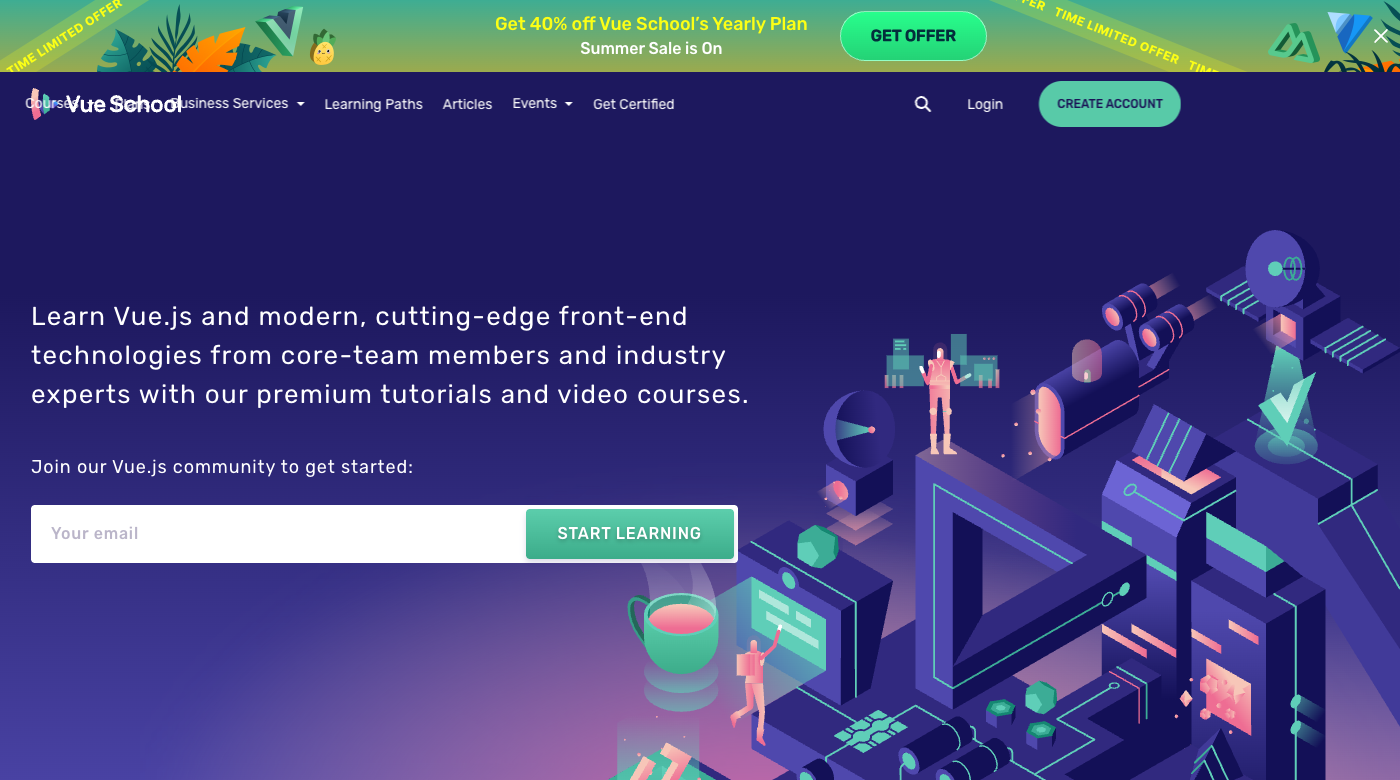 TIME LIMITED OFFER
Get 40% off Vue School's Yearly Plan
Summer Sale is On
GET OFFER
FER TIME LIMITED OFFER TIME
Vue School
Courses
Plans
Business Services
Learning Paths
Articles
Events
Get Certified
Login
CREATE ACCOUNT
Learn Vue.js and modern, cutting-edge front-end
technologies from core-team members and industry
experts with our premium tutorials and video courses.
Join our Vue.js community to get started:
Your email
START LEARNING